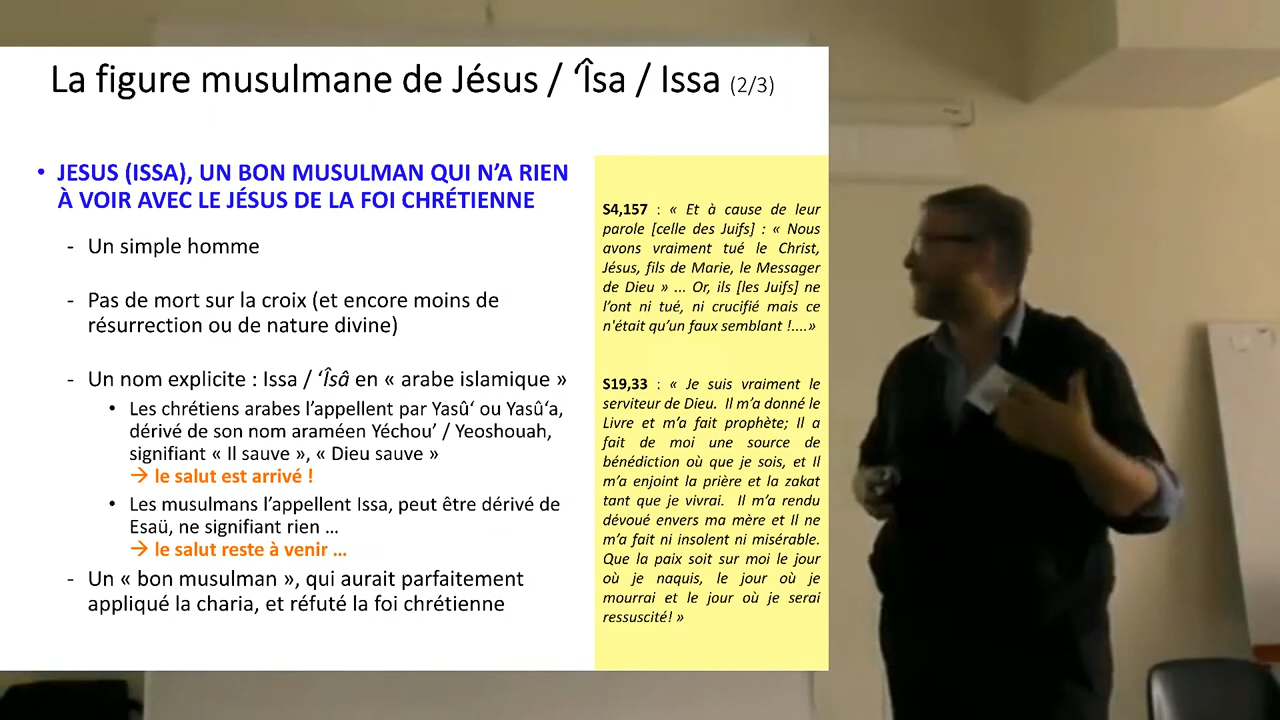 La figure musulmane de Jésus / ‘Îsa / Issa (2/3)
• JESUS (ISSA), UN BON MUSULMAN QUI N’A RIEN
À VOIR AVEC LE JÉSUS DE LA FOI CHRÉTIENNE
- Un simple homme
- Pas de mort sur la croix (et encore moins de
résurrection ou de nature divine)
- Un nom explicite : Issa / ‘Îsâ en « arabe islamique »
• Les chrétiens arabes l’appellent par Yasû‘ ou Yasû‘a,
dérivé de son nom araméen Yéchou’ / Yeoshouah,
signifiant « Il sauve », « Dieu sauve »
→ le salut est arrivé !
• Les musulmans l’appellent Issa, peut être dérivé de
Esaü, ne signifiant rien …
→ le salut reste à venir …
- Un « bon musulman », qui aurait parfaitement
appliqué la charia, et réfuté la foi chrétienne
S4,157 : « Et à cause de leur
parole [celle des Juifs] : « Nous
avons vraiment tué le Christ,
Jésus, fils de Marie, le Messager
de Dieu » ... Or, ils [les Juifs] ne
l’ont ni tué, ni crucifié mais ce
n'était qu’un faux semblant !....»
S19,33 : « Je suis vraiment le
serviteur de Dieu. Il m’a donné le
Livre et m’a fait prophète; Il a
fait de moi une source de
bénédiction où que je sois, et Il
m’a enjoint la prière et la zakat
tant que je vivrai. Il m’a rendu
dévoué envers ma mère et Il ne
m’a fait ni insolent ni misérable.
Que la paix soit sur moi le jour
où je naquis, le jour où je
mourrai et le jour où je serai
ressuscité! »